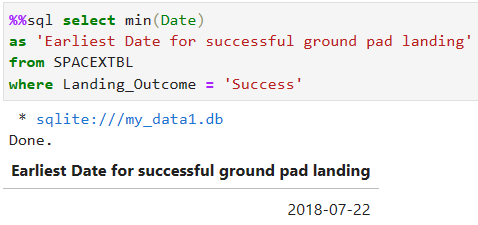 %%sql select min(Date)
as 'Earliest Date for successful ground pad landing'
from SPACEXTBL
where Landing_Outcome = 'Success'
* sqlite:///my_data1.db
Done.
Earliest Date for successful ground pad landing
2018-07-22